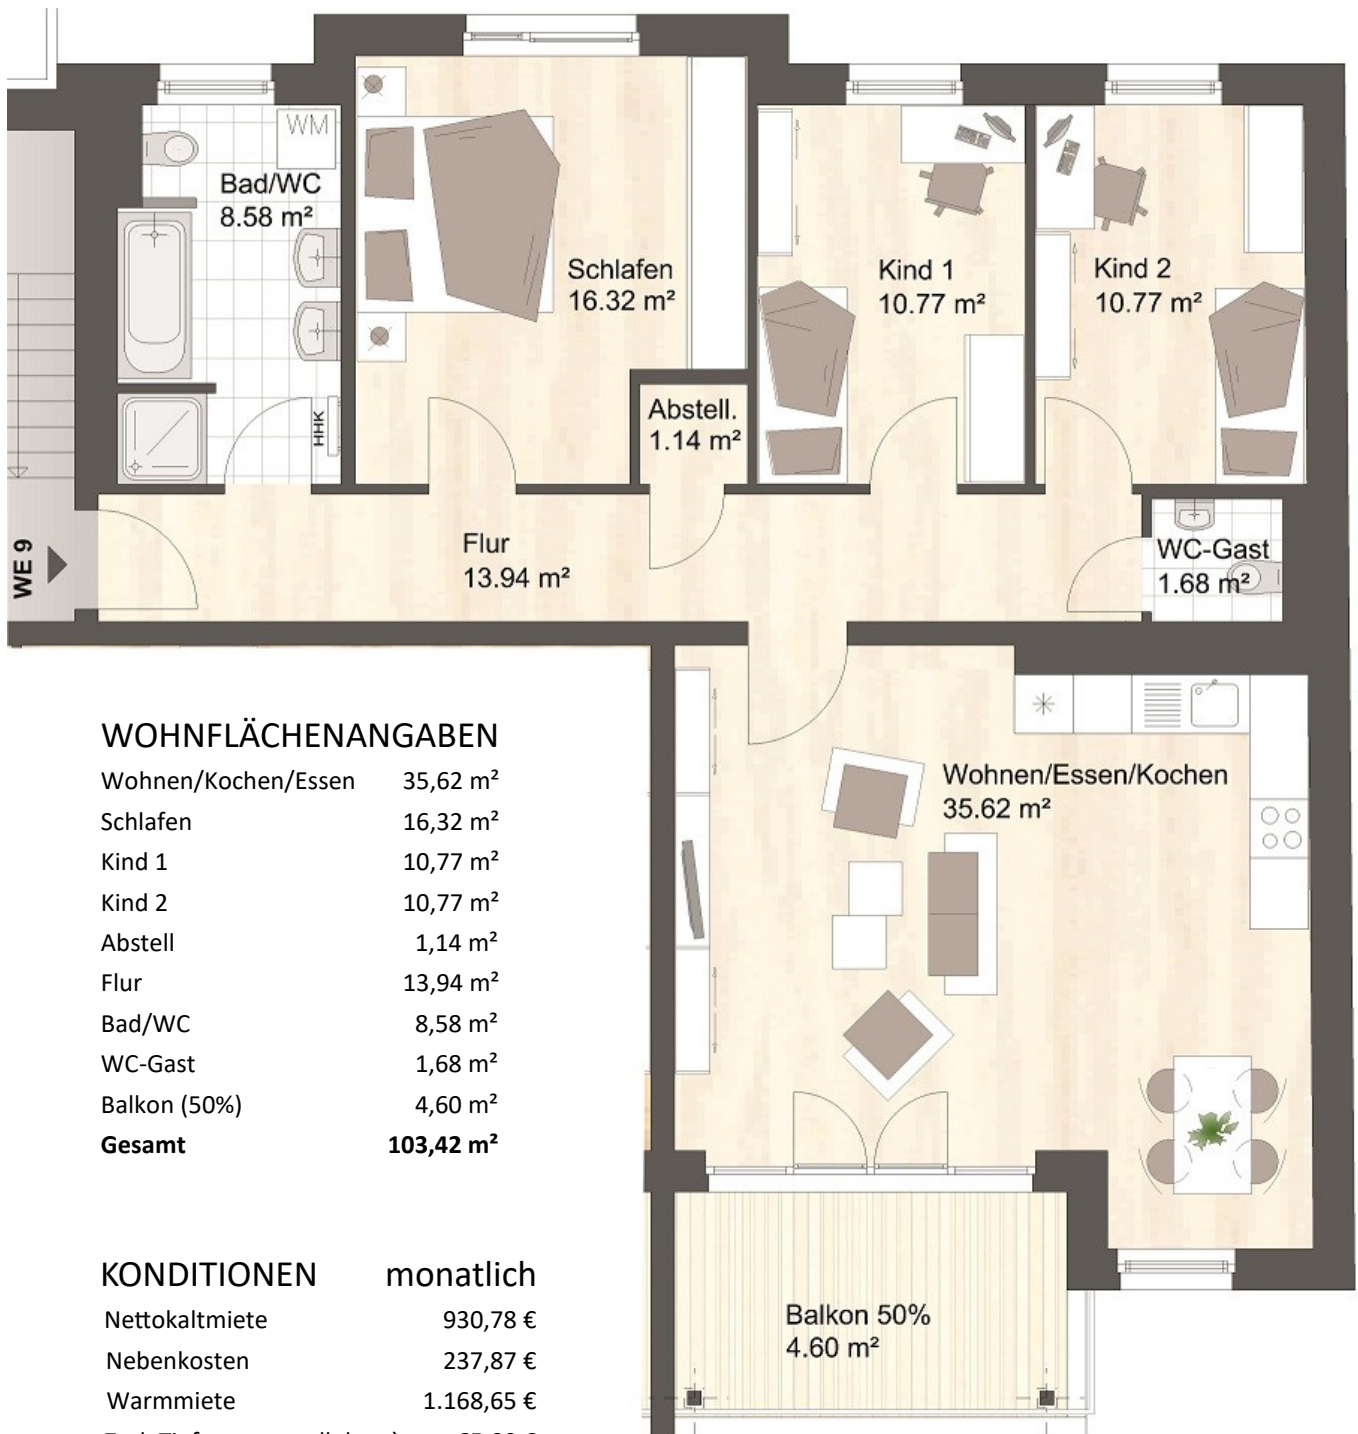 WM
Bad/WC
8.58 m²
HHK
Schlafen
16.32 m²
Abstell.
1.14 m²
Kind 1
10.77 m²
Kind 2
10.77 m²
WE 9
Flur
13.94 m²
WC-Gast
1.68 m²
Wohnen/Essen/Kochen
35.62 m²
Balkon 50%
4.60 m²
WOHNFLÄCHENANGABEN
Wohnen/Kochen/Essen 35,62 m²
Schlafen 16,32 m²
Kind 1 10,77 m²
Kind 2 10,77 m²
Abstell 1,14 m²
Flur 13,94 m²
Bad/WC 8,58 m²
WC-Gast 1,68 m²
Balkon (50%) 4,60 m²
Gesamt 103,42 m²
KONDITIONEN monatlich
Nettokaltmiete 930,78 €
Nebenkosten 237,87 €
Warmmiete 1.168,65 €